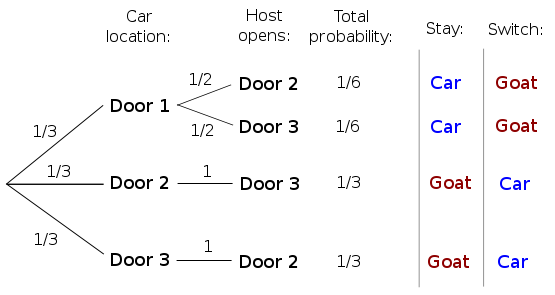 Car location: Host opens: Total probability: Stay: Switch:
1/2 Door 2 1/6 Car Goat
1/3 Door 1
1/2 Door 3 1/6 Car Goat
1/3 Door 2 1 Door 3 1/3 Goat Car
1/3 Door 3 1 Door 2 1/3 Goat Car